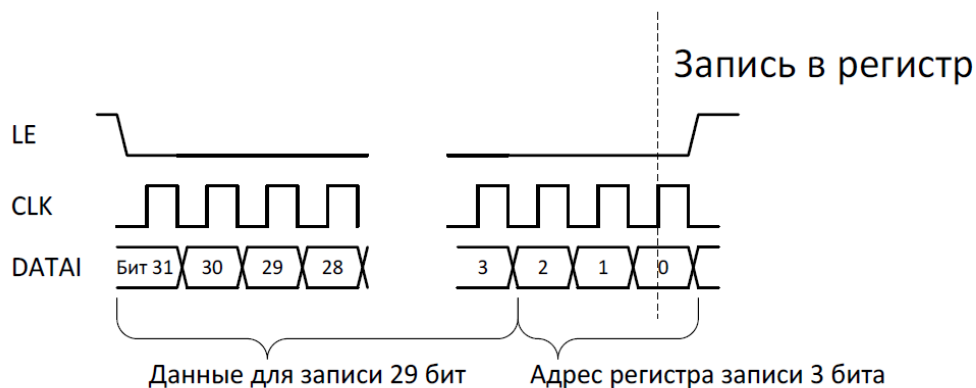 Запись в регистр
LE
CLK
DATAI Бит 31 30 29 28 3 2 1 0
Данные для записи 29 бит Адрес регистра записи 3 бита